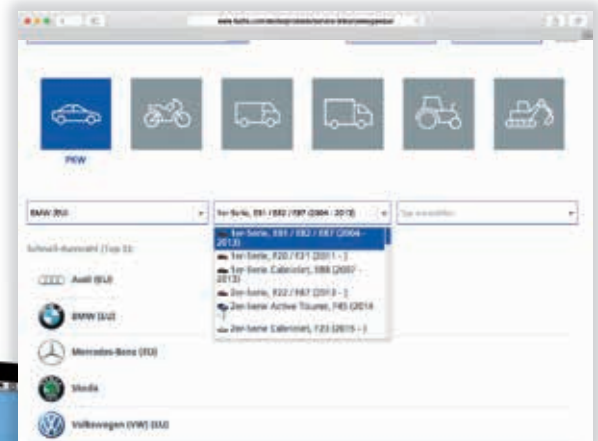 PKW
BMW (EU)
1er-Serie, E81 / E82 / E87 (2004 - 2013)
1er-Serie, E81 / E82 / E87 (2004 -
2013)
1er-Serie, F20 / F21 (2011 - )
1er-Serie Cabriolet, E88 (2007 -
2013)
2er-Serie, F22 / F87 (2013 - )
2er-Serie Active Tourer, F45 (2014
- )
2er-Serie Cabriolet, F23 (2015 - )
Schnell-Auswahl (Top 5):
Audi (EU)
BMW (EU)
Mercedes-Benz (EU)
Skoda
Volkswagen (VW) (EU)